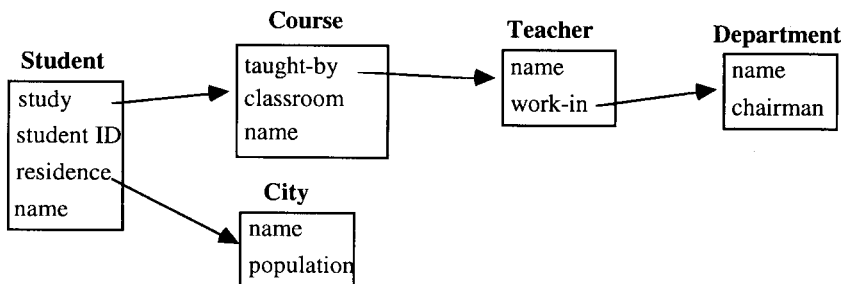 Student
study
student ID
residence
name
Course
taught-by
classroom
name
City
name
population
Teacher
name
work-in
Department
name
chairman